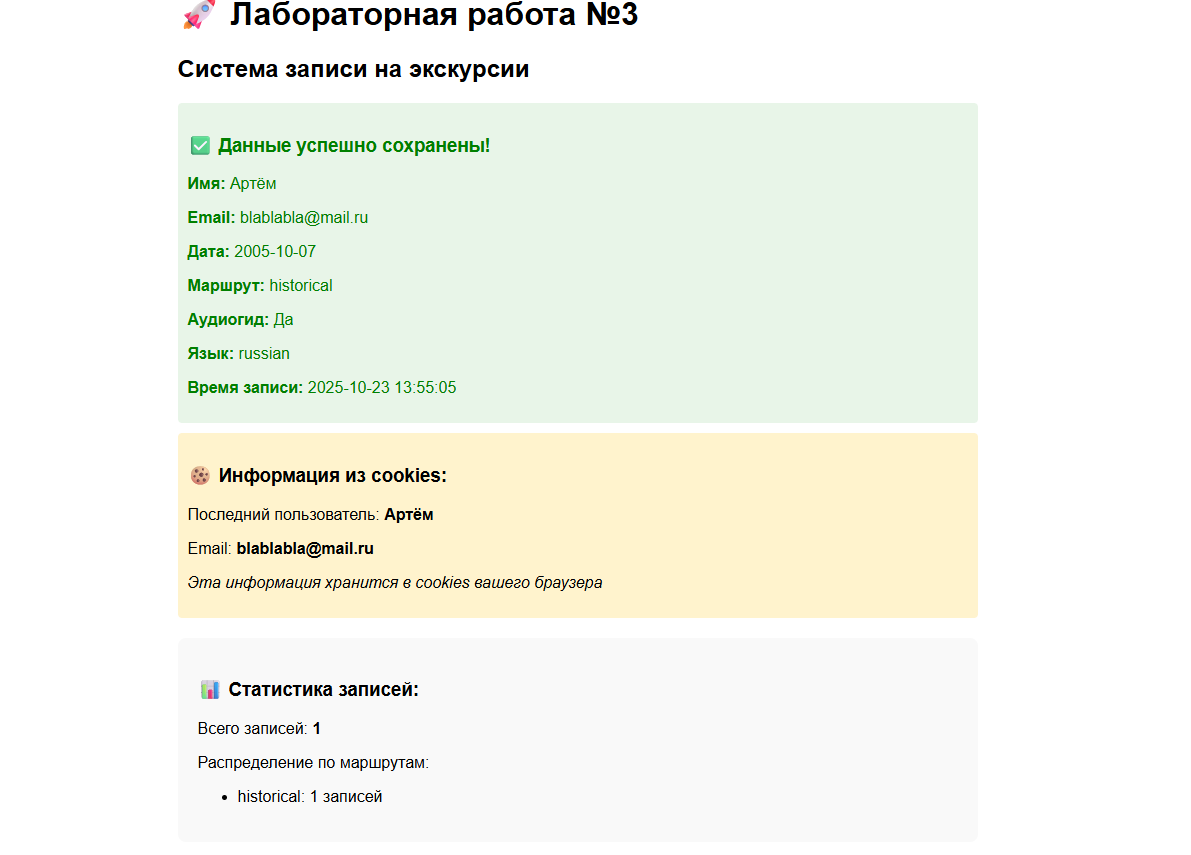 🚀 Лабораторная работа №3
Система записи на экскурсии
✅ Данные успешно сохранены!
Имя: Артём
Email: blablabla@mail.ru
Дата: 2005-10-07
Маршрут: historical
Аудиогид: Да
Язык: russian
Время записи: 2025-10-23 13:55:05
🍪 Информация из cookies:
Последний пользователь: Артём
Email: blablabla@mail.ru
Эта информация хранится в cookies вашего браузера
📊 Статистика записей:
Всего записей: 1
Распределение по маршрутам:
• historical: 1 записей